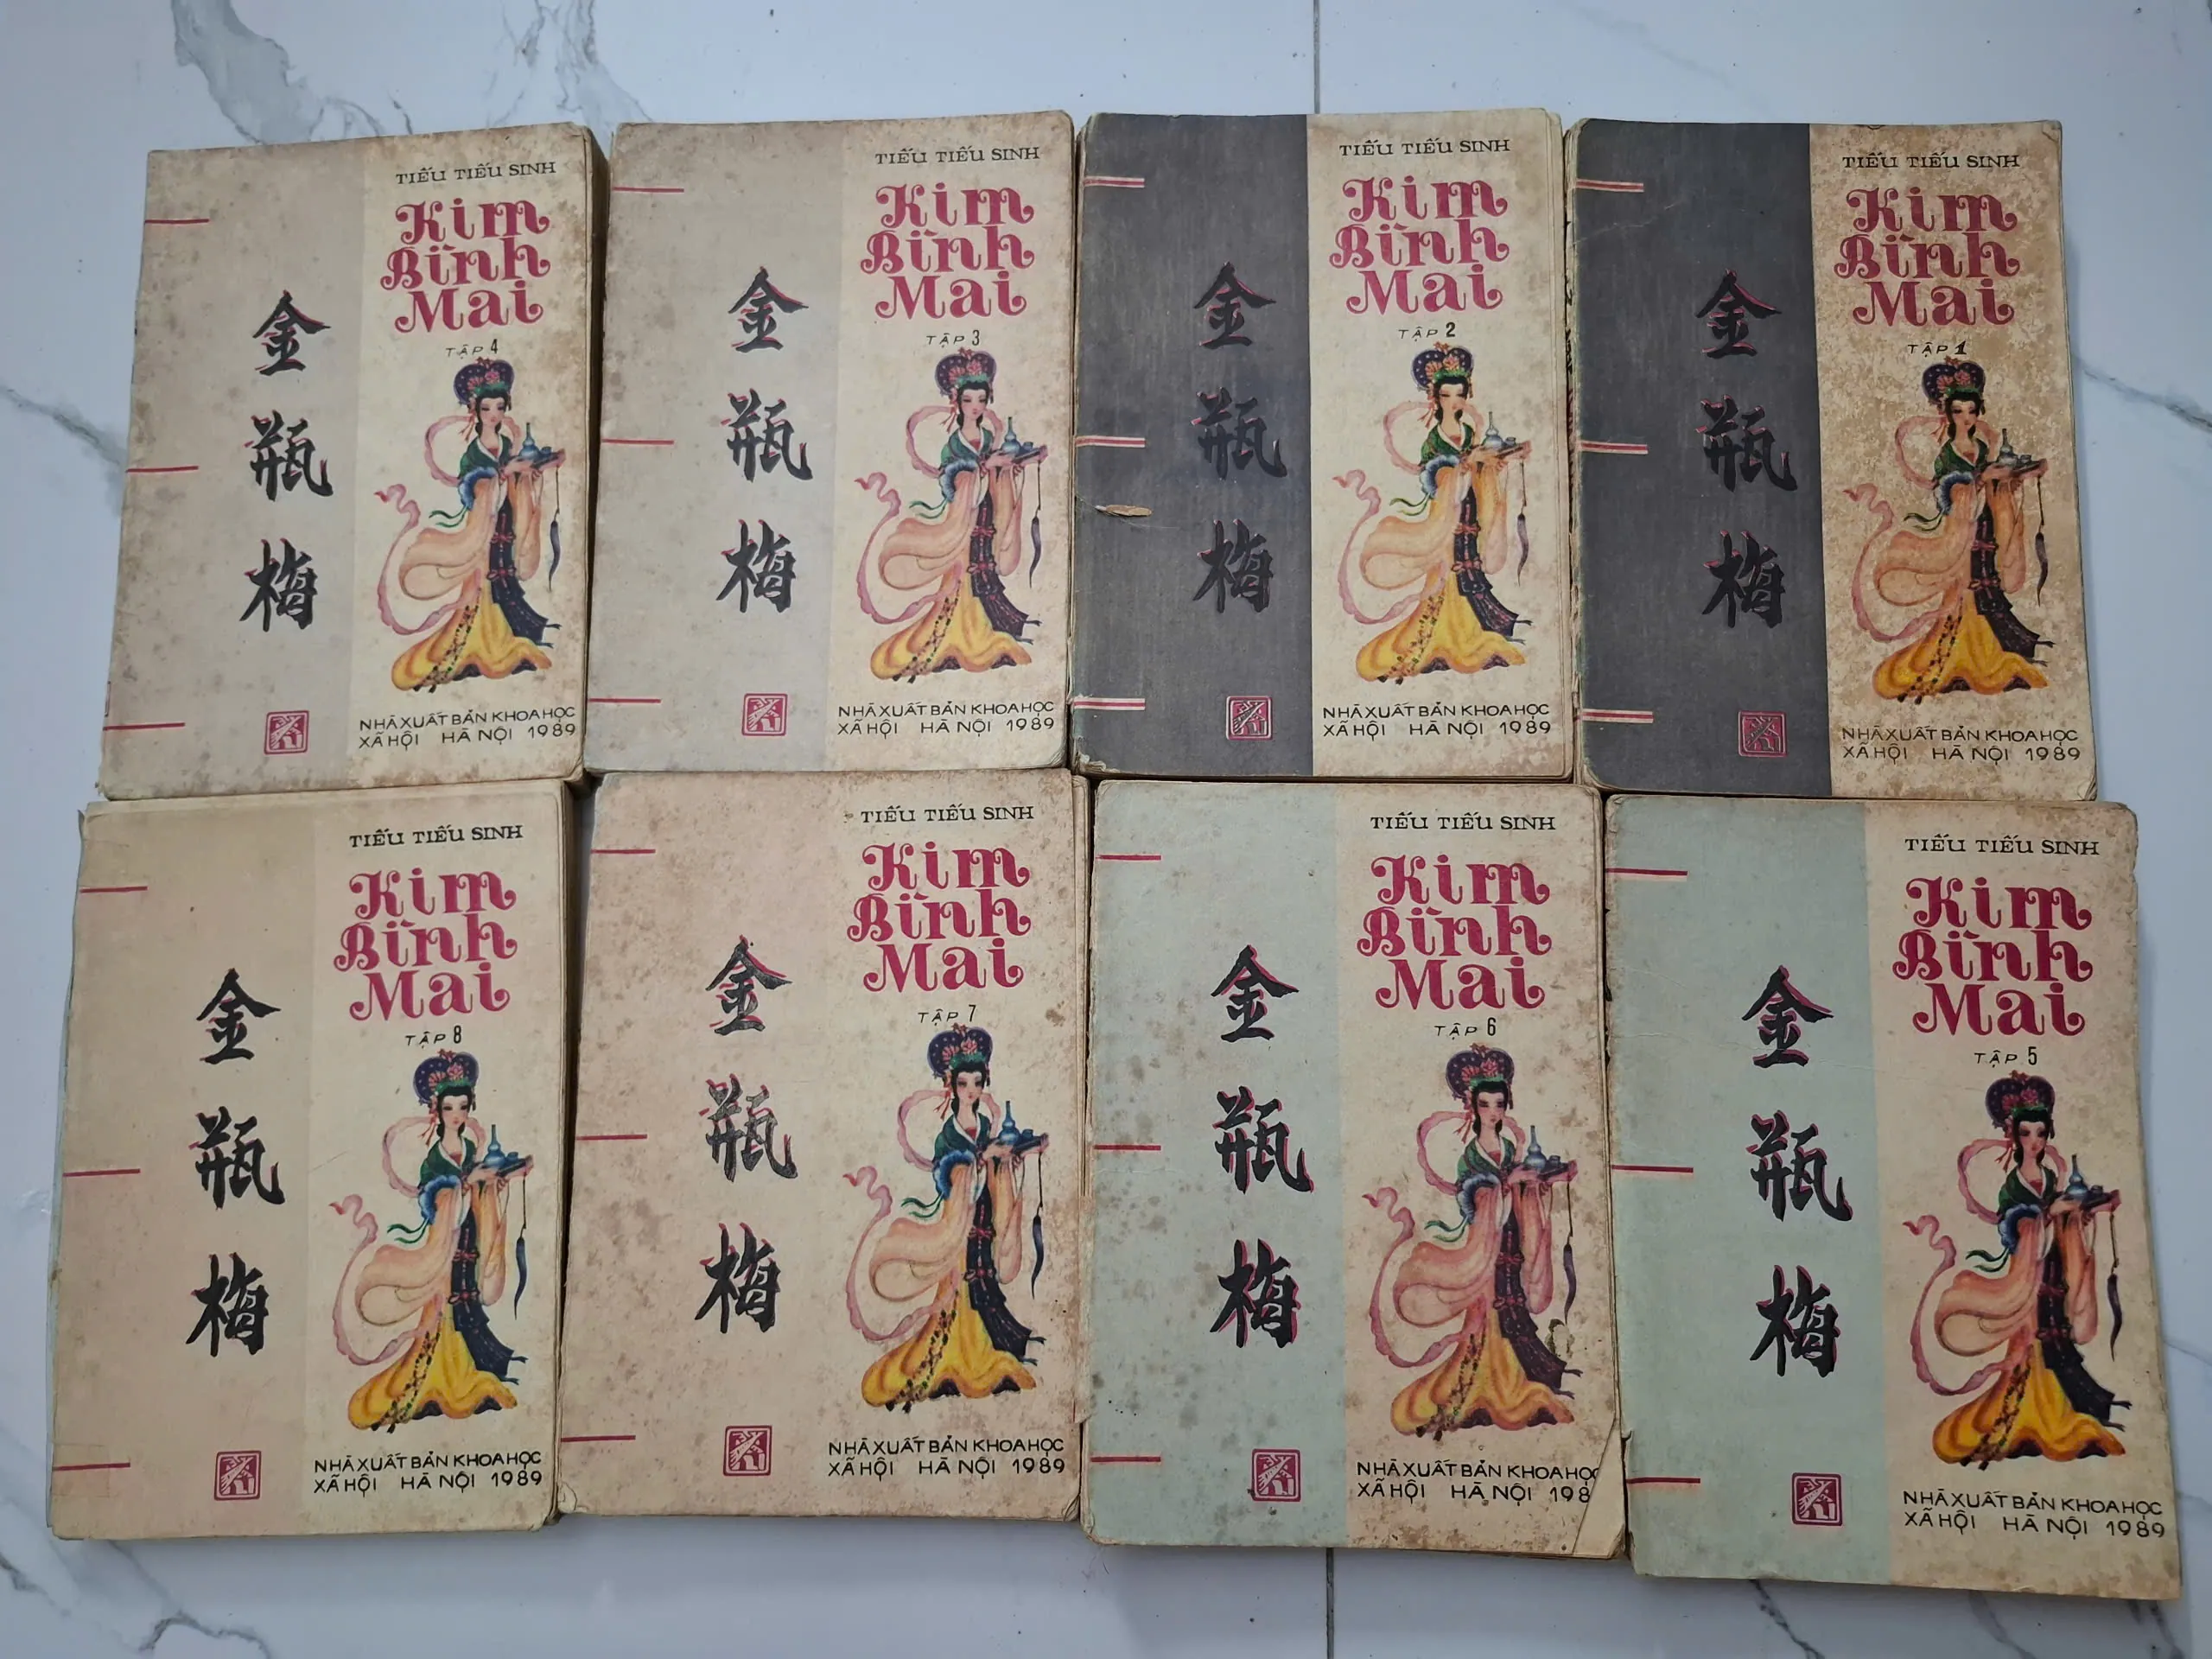 TIẾU TIẾU SINH
Kim
Bình
Mai
TẬP 4
金
瓶
梅
NHÀ XUẤT BẢN KHOA HỌC
XÃ HỘI HÀ NỘI 1989
TIẾU TIẾU SINH
Kim
Bình
Mai
TẬP 3
金
瓶
梅
NHÀ XUẤT BẢN KHOA HỌC
XÃ HỘI HÀ NỘI 1989
TIẾU TIẾU SINH
Kim
Bình
Mai
TẬP 2
金
瓶
梅
NHÀ XUẤT BẢN KHOA HỌC
XÃ HỘI HÀ NỘI 1989
TIẾU TIẾU SINH
Kim
Bình
Mai
TẬP 1
金
瓶
梅
NHÀ XUẤT BẢN KHOA HỌC
XÃ HỘI HÀ NỘI 1989
TIẾU TIẾU SINH
Kim
Bình
Mai
TẬP 8
金
瓶
梅
NHÀ XUẤT BẢN KHOA HỌC
XÃ HỘI HÀ NỘI 1989
TIẾU TIẾU SINH
Kim
Bình
Mai
TẬP 7
金
瓶
梅
NHÀ XUẤT BẢN KHOA HỌC
XÃ HỘI HÀ NỘI 1989
TIẾU TIẾU SINH
Kim
Bình
Mai
TẬP 6
金
瓶
梅
NHÀ XUẤT BẢN KHOA HỌC
XÃ HỘI HÀ NỘI 198
TIẾU TIẾU SINH
Kim
Bình
Mai
TẬP 5
金
瓶
梅
NHÀ XUẤT BẢN KHOA HỌC
XÃ HỘI HÀ NỘI 1989